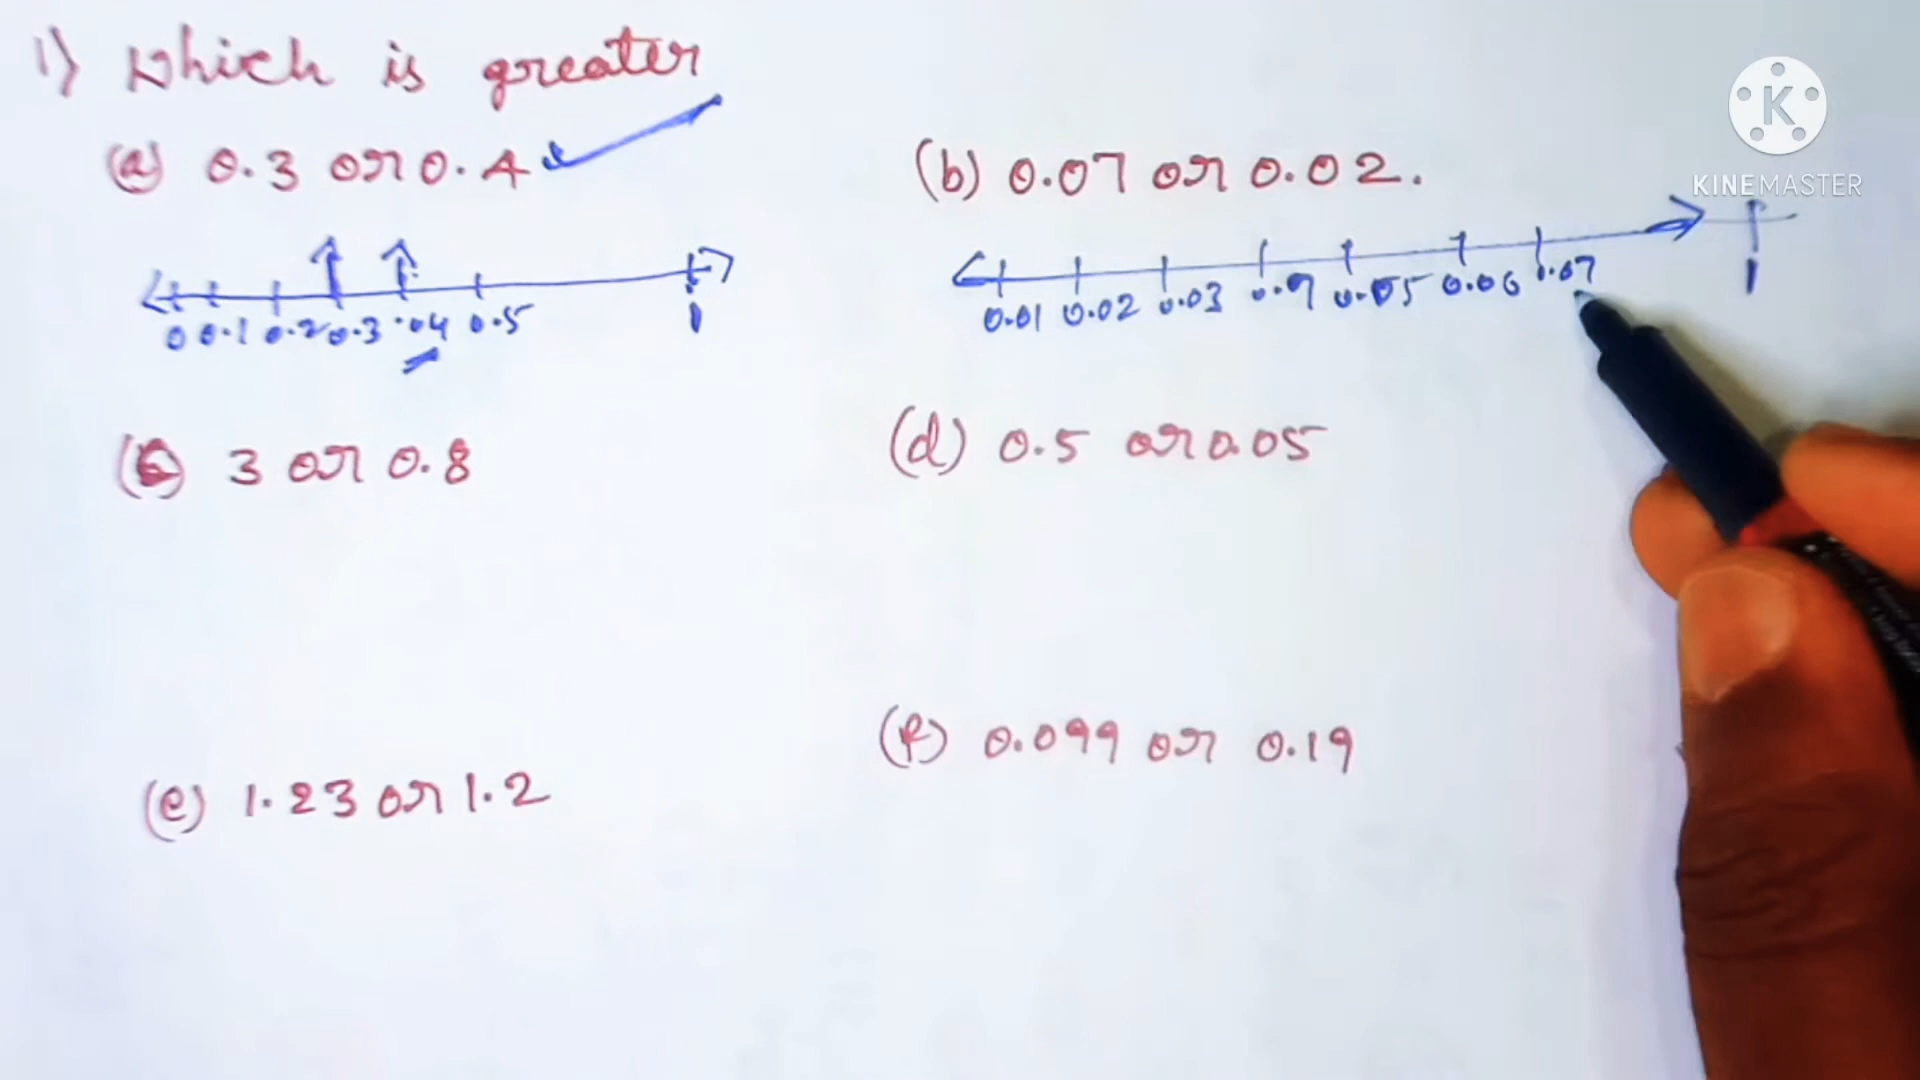 1) Which is greater
(a) 0.3 or 0.4
(b) 0.07 or 0.02.
KINEMASTER
0 0.1 0.2 0.3 .04 0.5 1
0.01 0.02 0.03 0.05 0.06 0.07 1
(c) 3 or 0.8
(d) 0.5 or 0.05
(e) 1.23 or 1.2
(f) 0.099 or 0.19